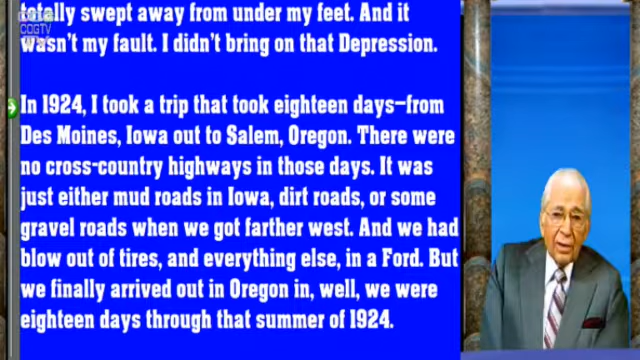 totally swept away from under my feet. And it
COGTV
wasn't my fault. I didn't bring on that Depression.
In 1924, I took a trip that took eighteen days—from
Des Moines, Iowa out to Salem, Oregon. There were
no cross-country highways in those days. It was
just either mud roads in Iowa, dirt roads, or some
gravel roads when we got farther west. And we had
blow out of tires, and everything else, in a Ford. But
we finally arrived out in Oregon in, well, we were
eighteen days through that summer of 1924.